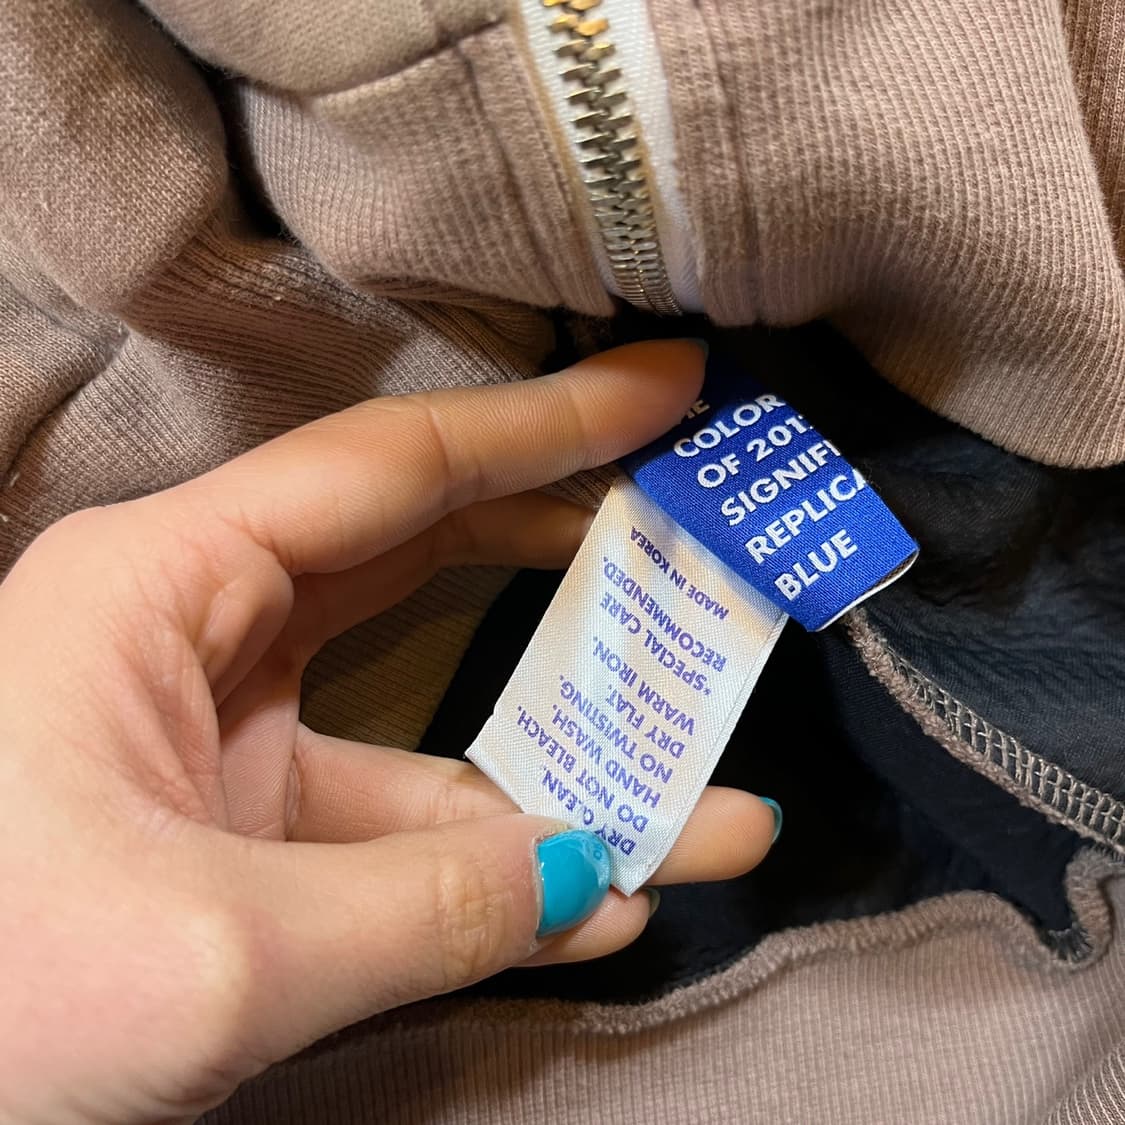 COLOR
OF 201
SIGNIFI
REPLICA
BLUE
DRY CLEAN.
DO NOT BLEACH.
HAND WASH.
NO TWISTING.
DRY FLAT.
WARM IRON.
*SPECIAL CARE
RECOMMENDED.
MADE IN KOREA